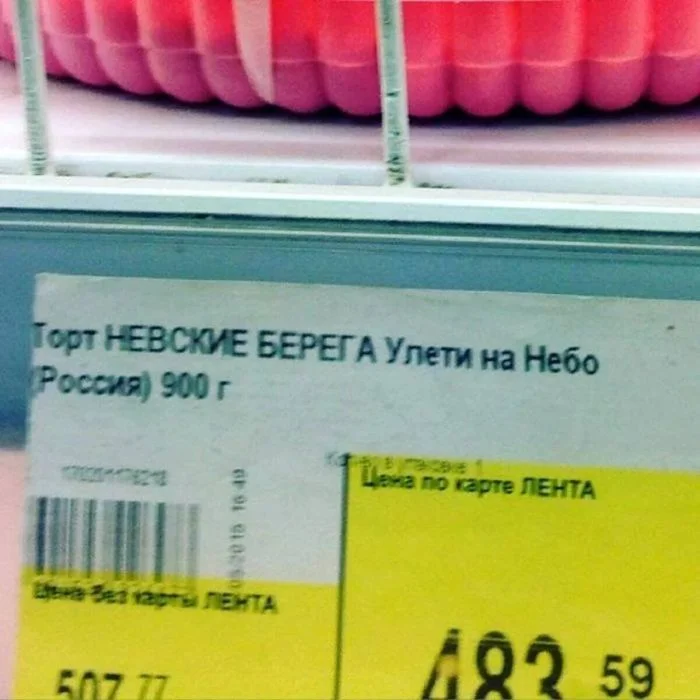 Торт НЕВСКИЕ БЕРЕГА Улети на Небо
(Россия) 900 г
Цена по карте ЛЕНТА
Цена без карты ЛЕНТА
507 77
483 59